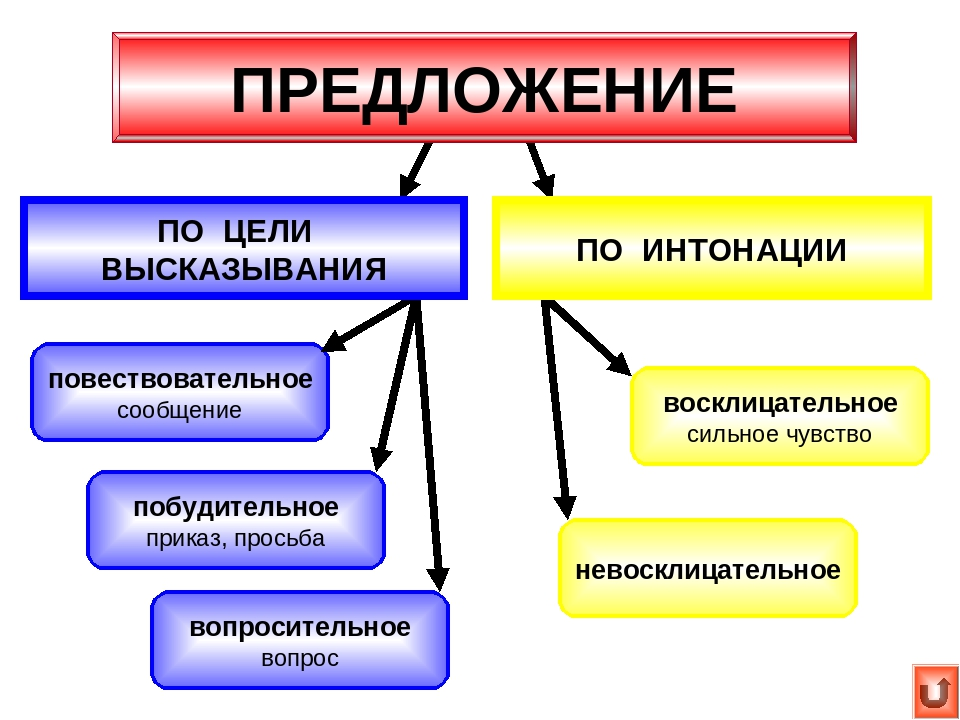 ПРЕДЛОЖЕНИЕ
ПО ЦЕЛИ
ВЫСКАЗЫВАНИЯ
ПО ИНТОНАЦИИ
повествовательное
сообщение
побудительное
приказ, просьба
вопросительное
вопрос
восклицательное
сильное чувство
невосклицательное